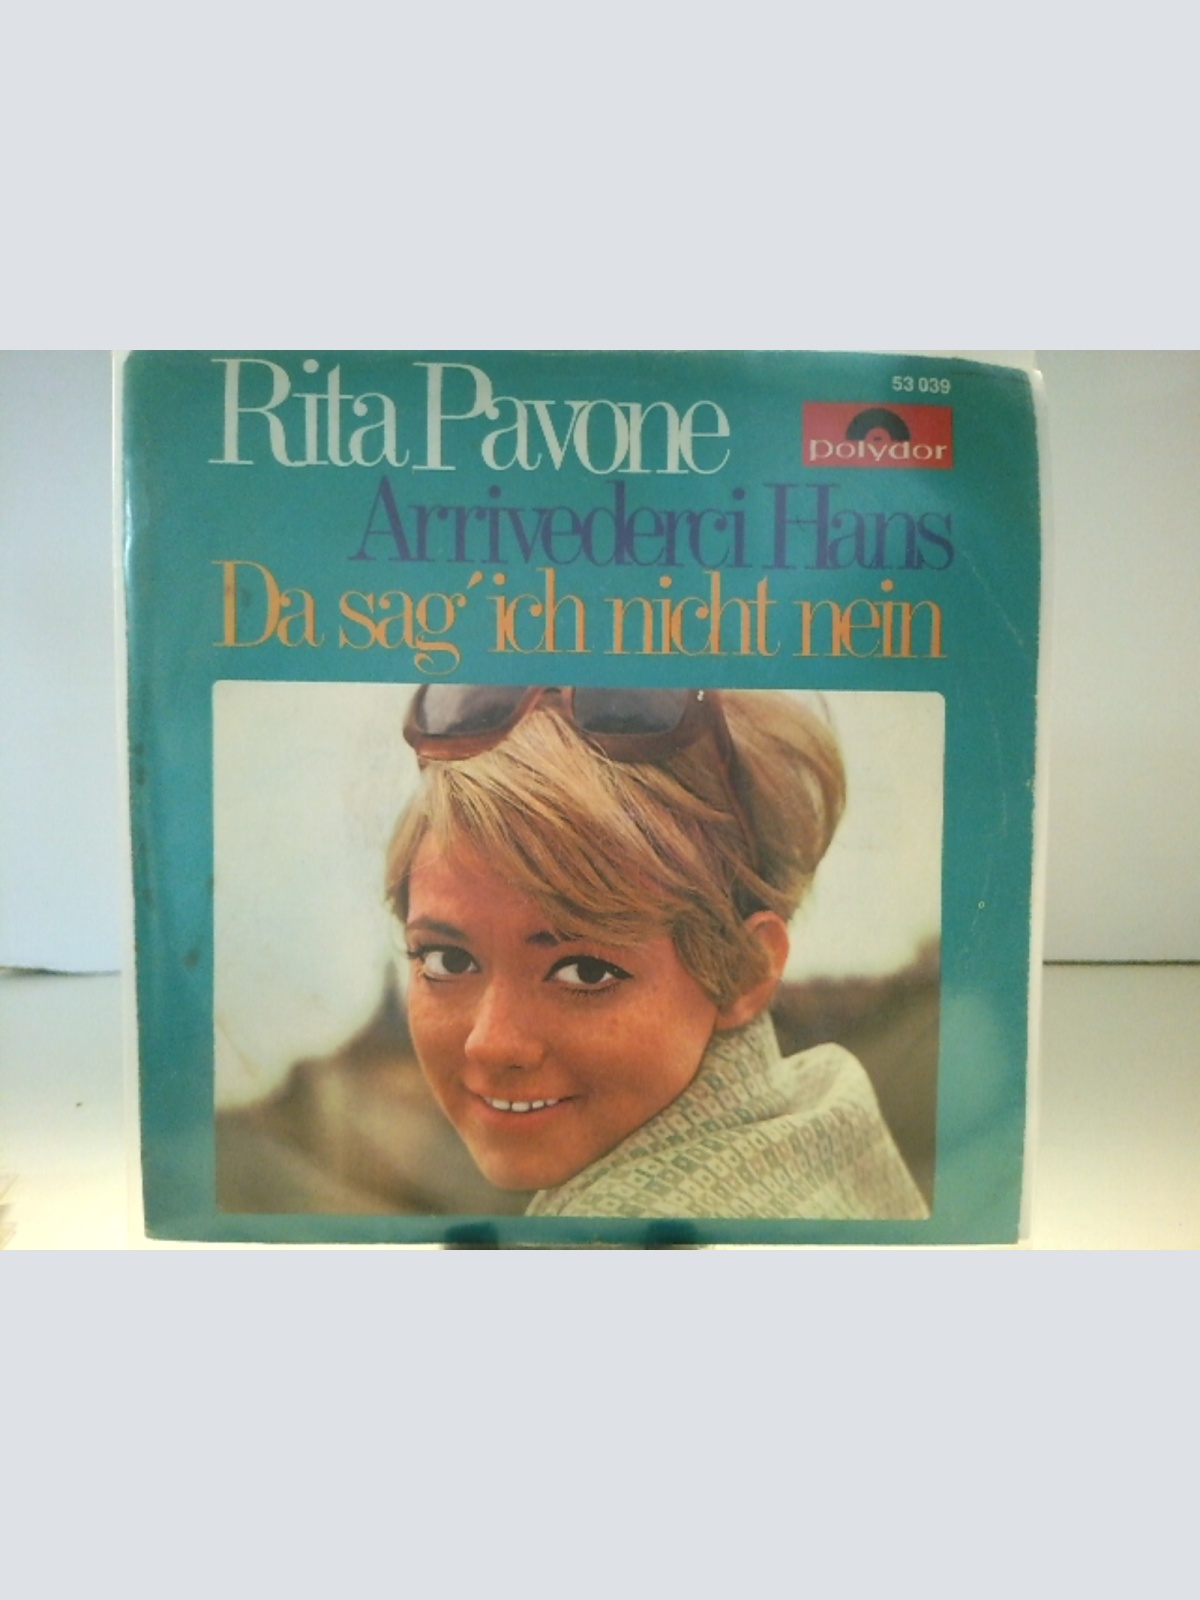 Rita Pavone
53 039
polydor
Arrivederci Hans
Da sag´ich nicht nein